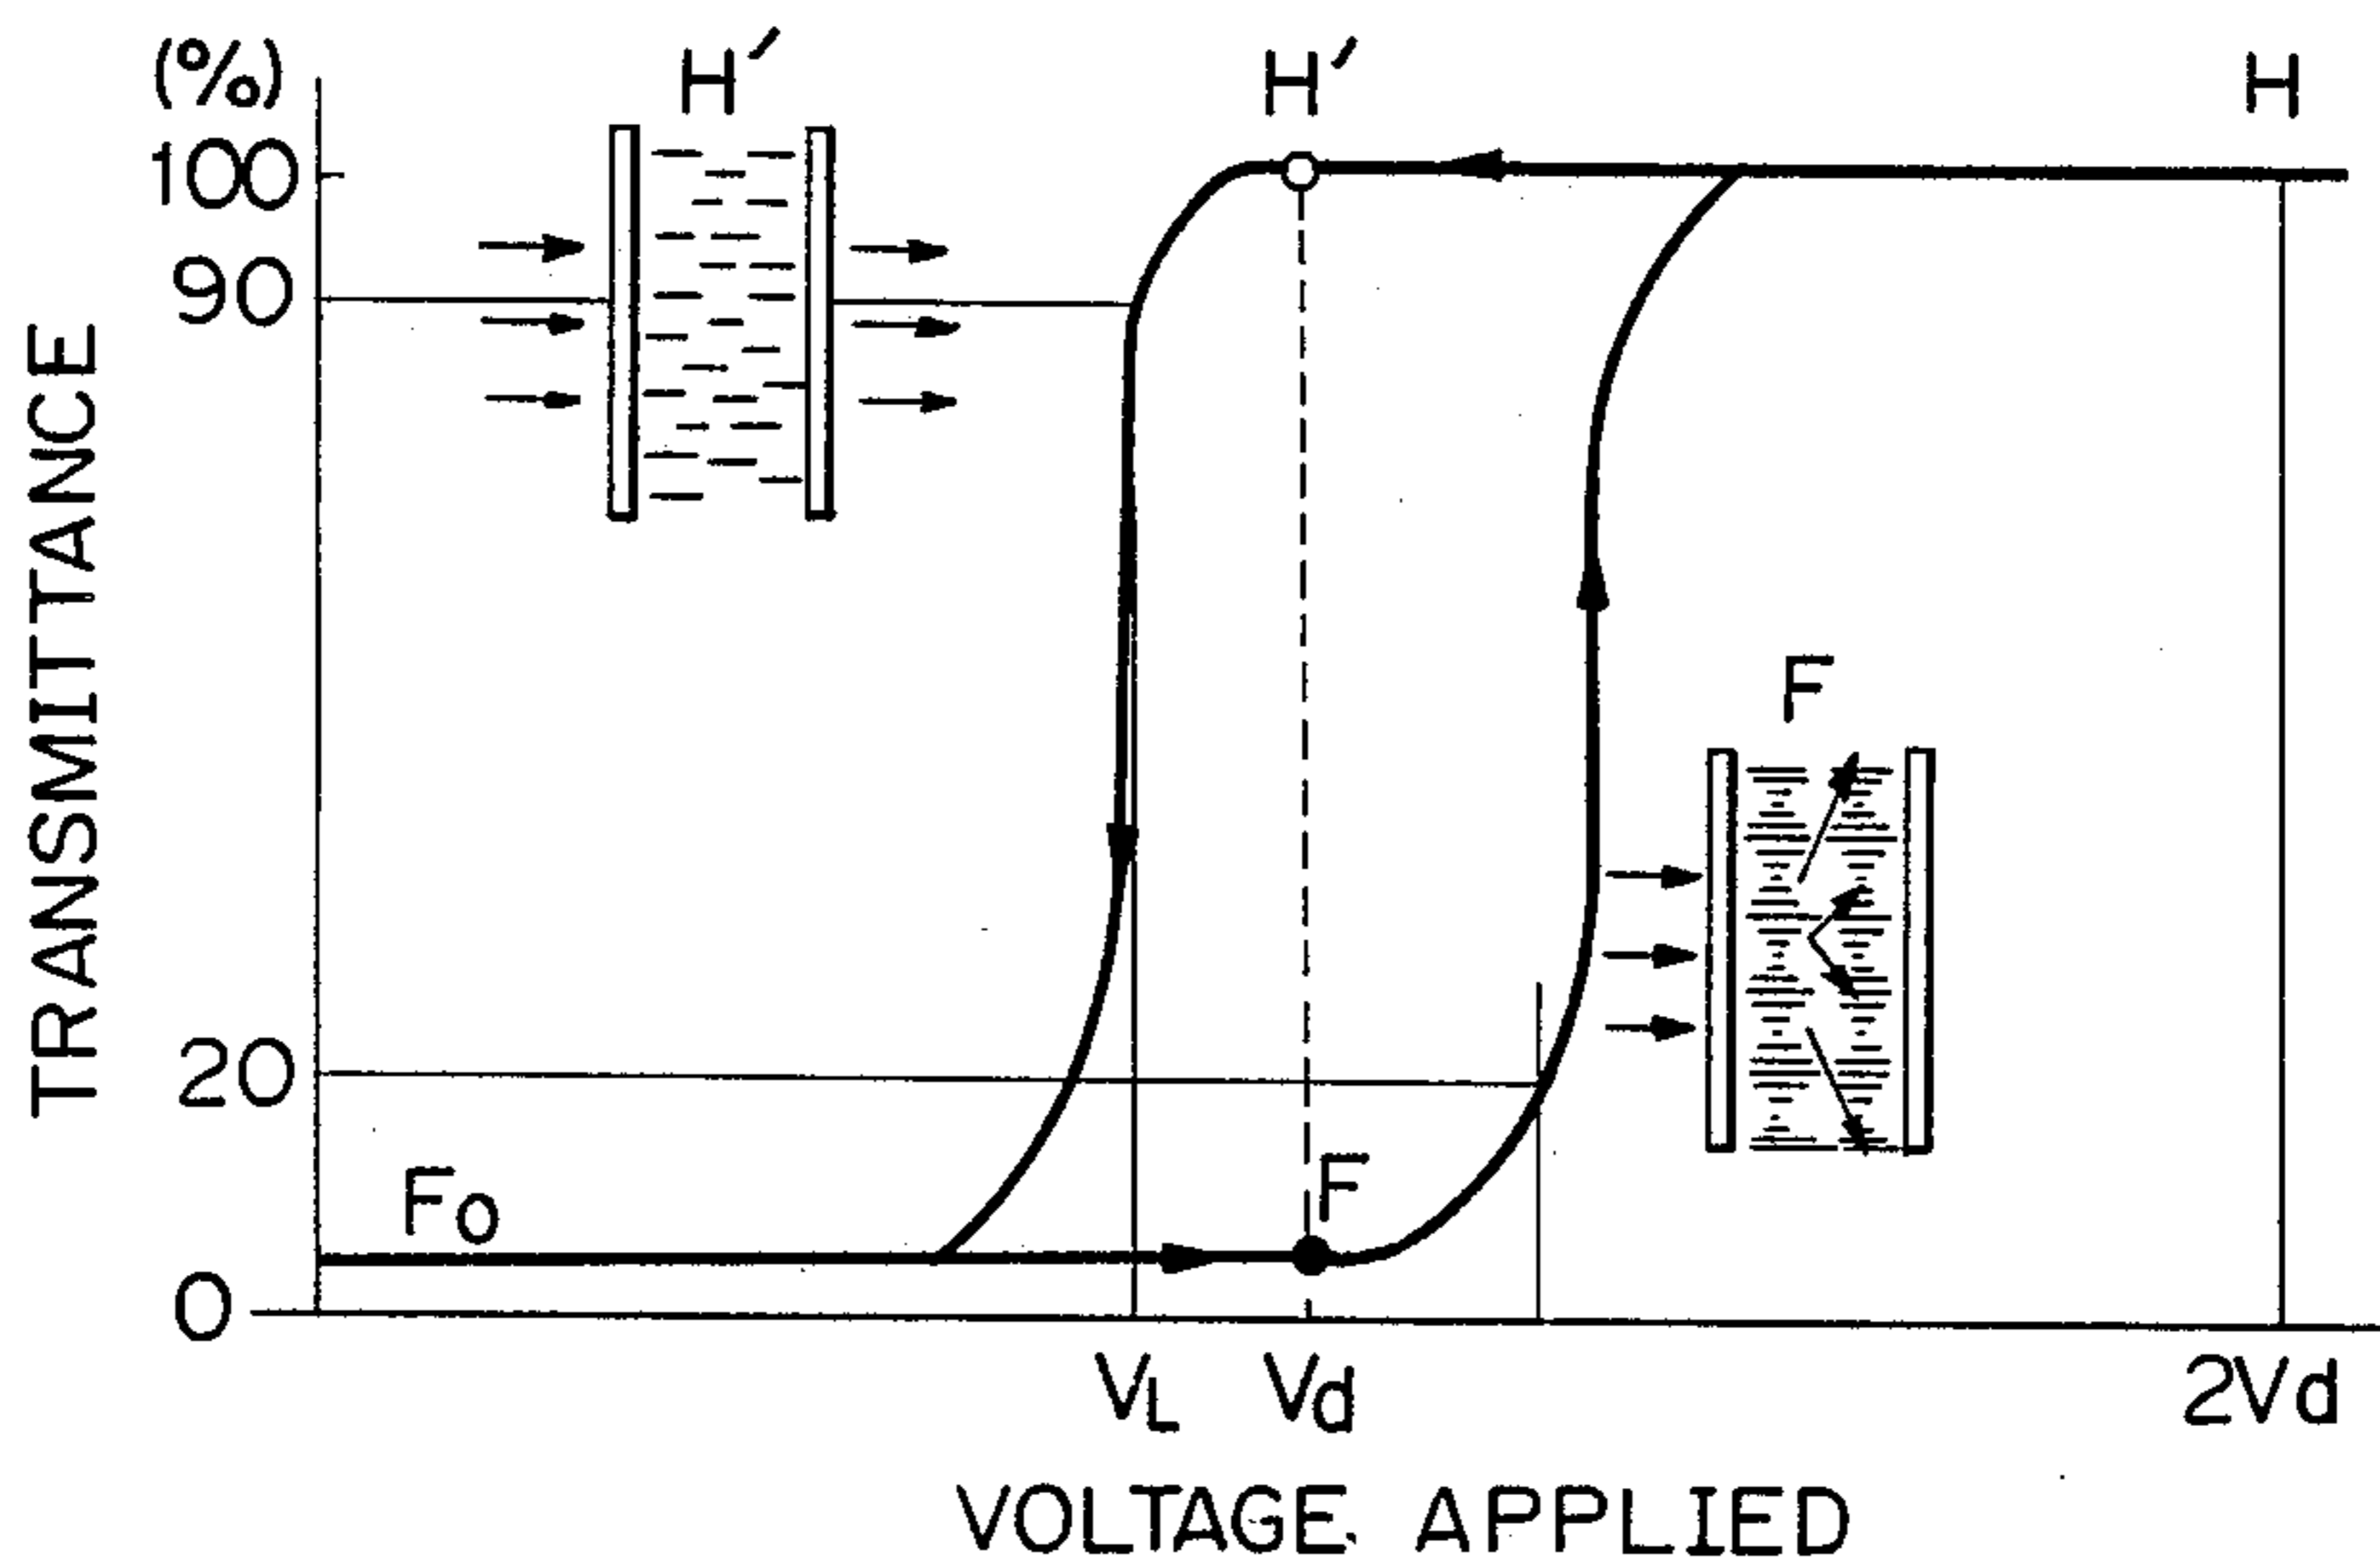 (%)
H′
H′
H
100
90
TRANSMITTANCE
F
20
Fo
F
0
VL
Vd
2Vd
VOLTAGE APPLIED